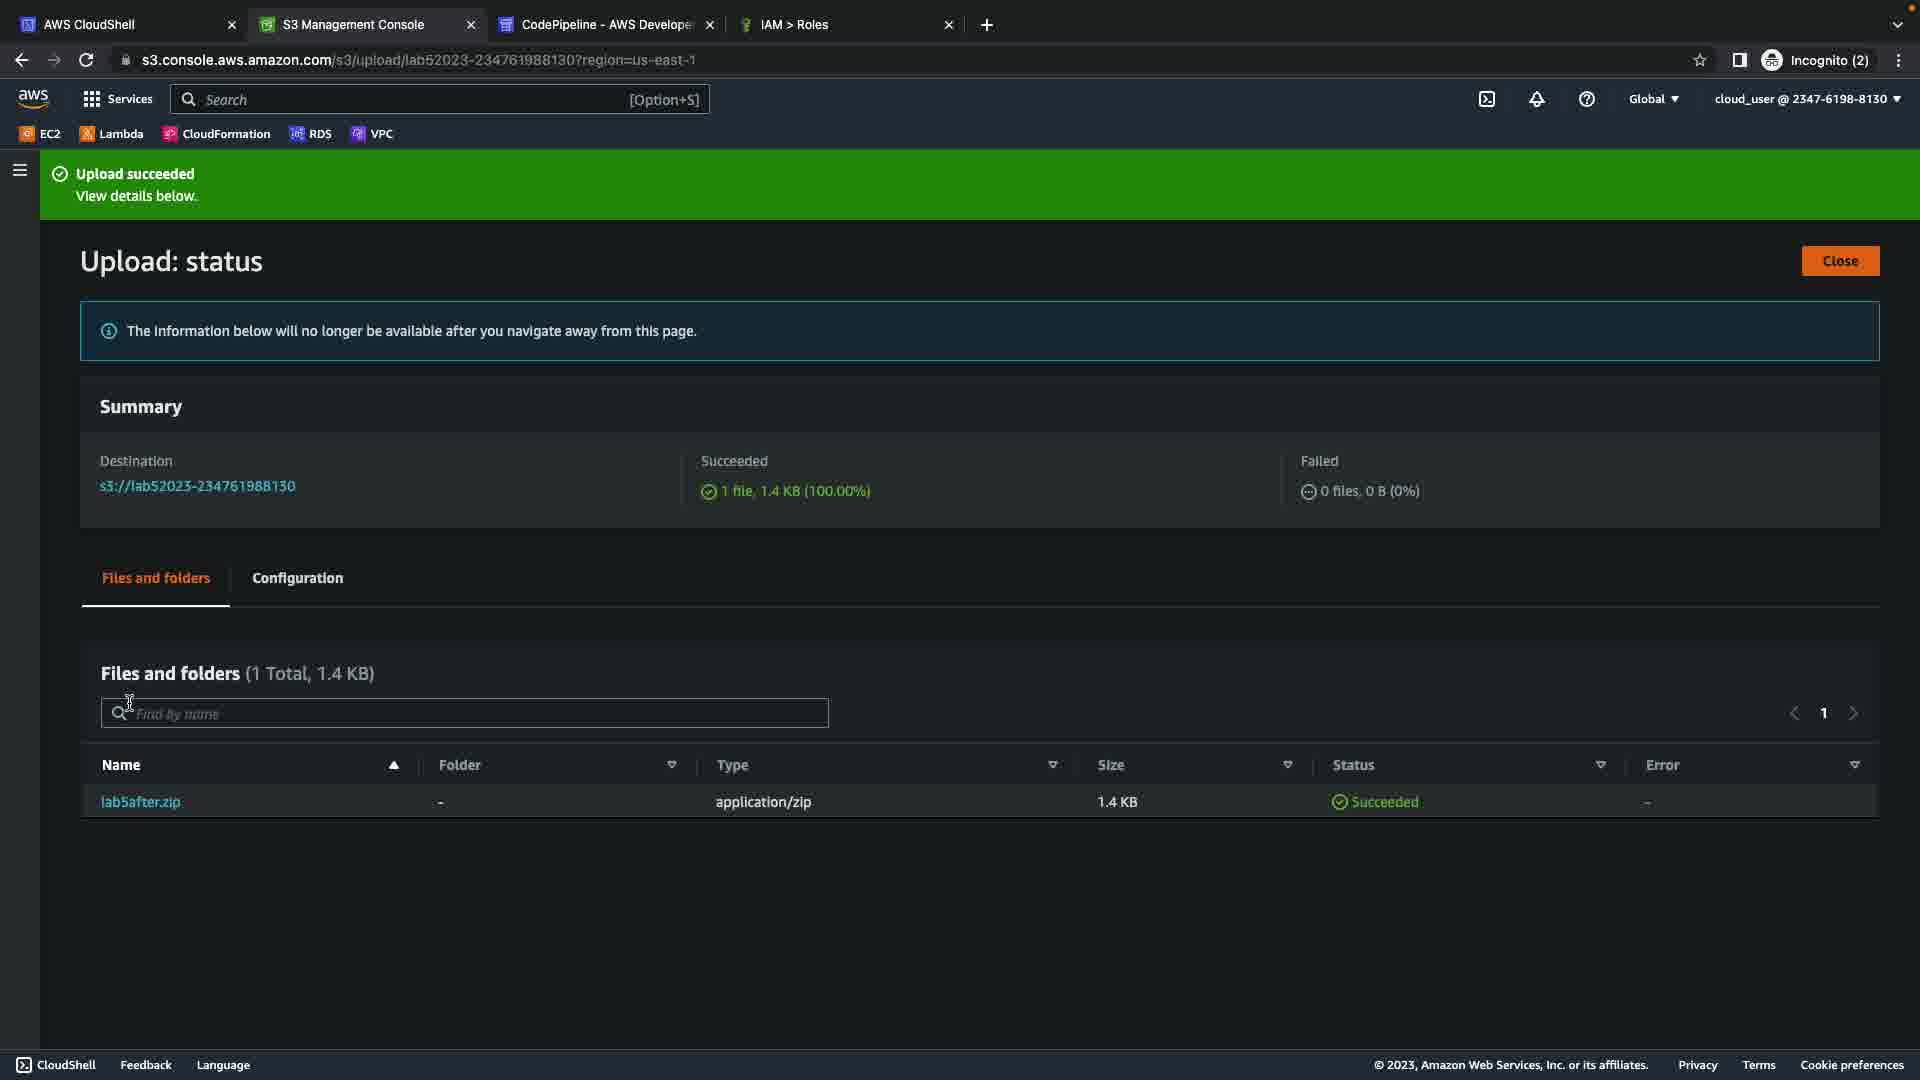 AWS CloudShell
S3 Management Console
CodePipeline - AWS Develope
IAM > Roles
s3.console.aws.amazon.com/s3/upload/lab52023-234761988130?region=us-east-1
Incognito (2)
aws
Services
Search
[Option+S]
Global
cloud_user @ 2347-6198-8130
EC2
Lambda
CloudFormation
RDS
VPC
Upload succeeded
View details below.
Upload: status
Close
The information below will no longer be available after you navigate away from this page.
Summary
Destination
Succeeded
Failed
s3://lab52023-234761988130
1 file, 1.4 KB (100.00%)
0 files, 0 B (0%)
Files and folders
Configuration
Files and folders (1 Total, 1.4 KB)
Find by name
1
Name
Folder
Type
Size
Status
Error
lab5after.zip
-
application/zip
1.4 KB
Succeeded
-
CloudShell
Feedback
Language
© 2023, Amazon Web Services, Inc. or its affiliates.
Privacy
Terms
Cookie preferences